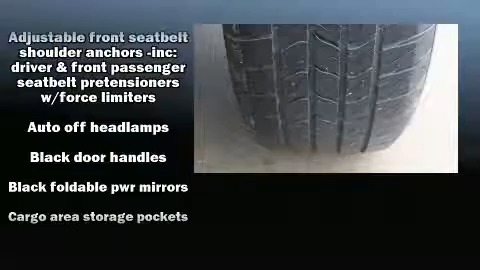 Adjustable front seatbelt
shoulder anchors -inc:
driver & front passenger
seatbelt pretensioners
w/force limiters
Auto off headlamps
Black door handles
Black foldable pwr mirrors
Cargo area storage pockets